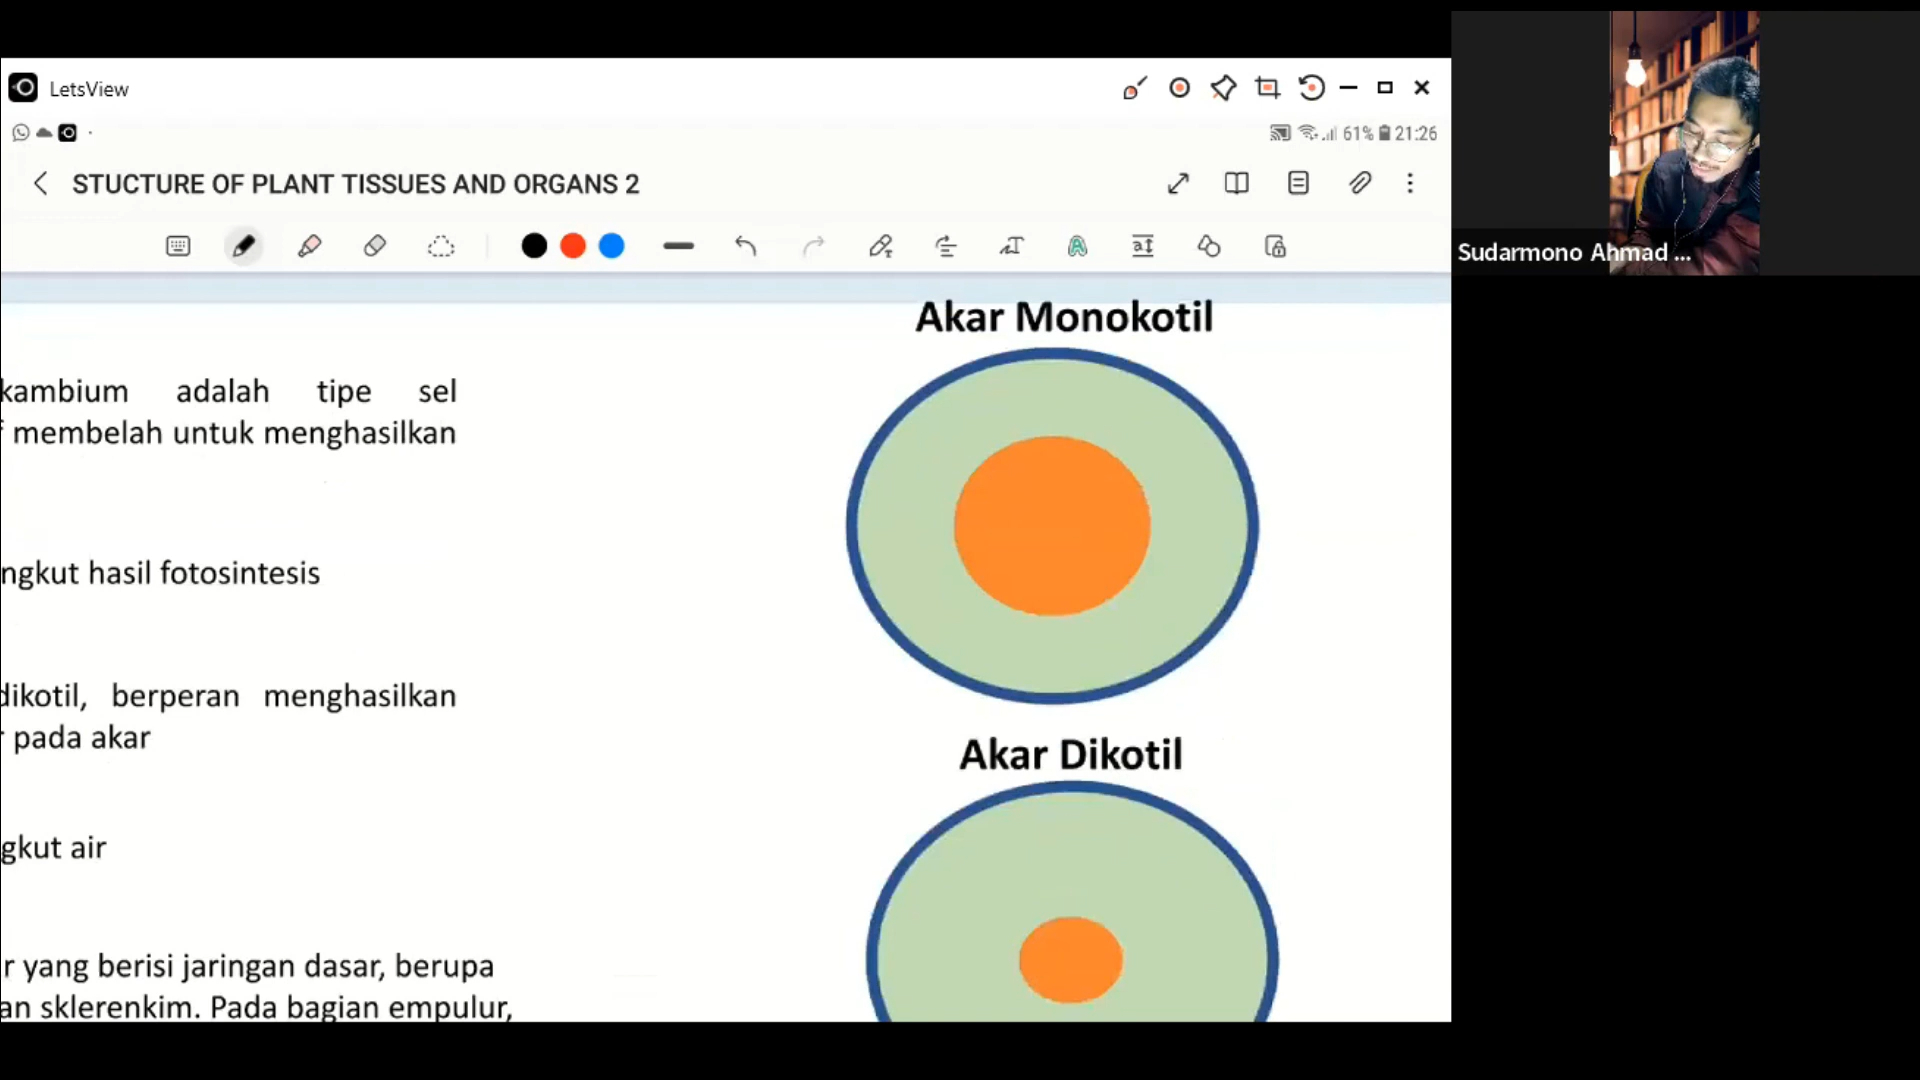 LetsView
61% 21:26
STUCTURE OF PLANT TISSUES AND ORGANS 2
Akar Monokotil
kambium adalah tipe sel
membelah untuk menghasilkan
ngkut hasil fotosintesis
dikotil, berperan menghasilkan
pada akar
Akar Dikotil
gkut air
r yang berisi jaringan dasar, berupa
an sklerenkim. Pada bagian empulur,
Sudarmono Ahmad ...